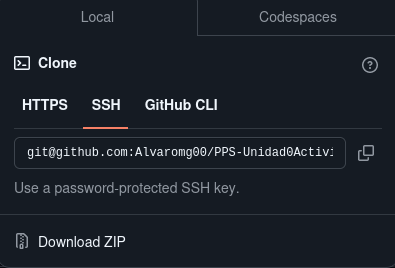 Local Codespaces
Clone
HTTPS SSH GitHub CLI
git@github.com:Alvaromg00/PPS-Unidad0Activi
Use a password-protected SSH key.
Download ZIP